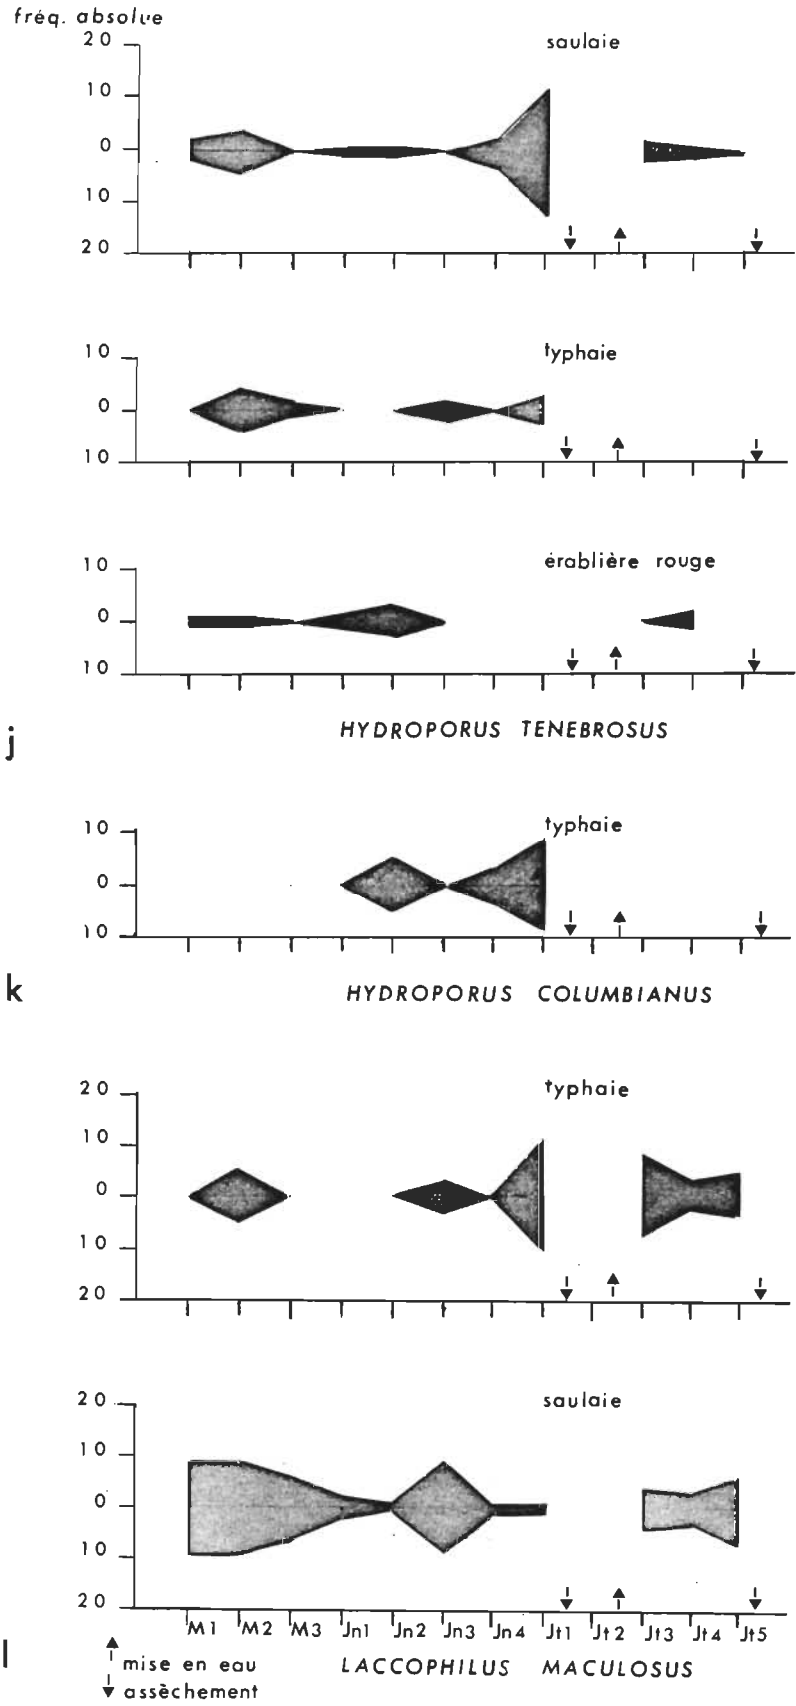 fréq. absolue
saulaie
20
10
0
10
20
typhaie
10
0
10
érablière rouge
10
0
10
j
HYDROPORUS TENEBROSUS
typhaie
10
0
10
k
HYDROPORUS COLUMBIANUS
typhaie
20
10
0
10
20
saulaie
20
10
0
10
20
M1 M2 M3 Jn1 Jn2 Jn3 Jn4 Jt1 Jt2 Jt3 Jt4 Jt5
l
mise en eau
assèchement
LACCOPHILUS MACULOSUS